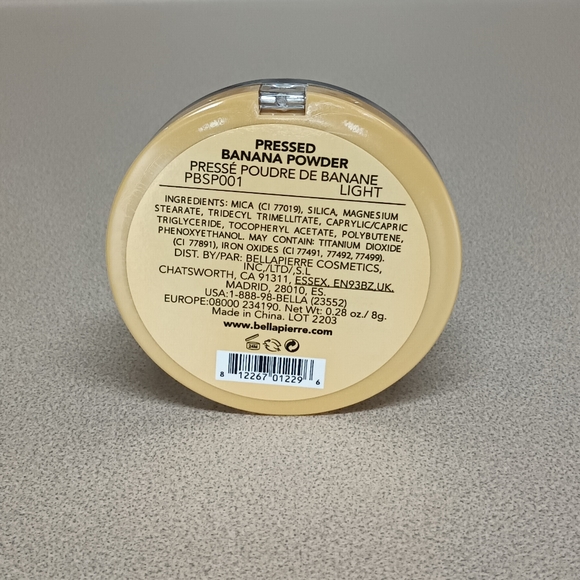 PRESSED
BANANA POWDER
PRESSÉ POUDRE DE BANANE
PBSP001 LIGHT
INGREDIENTS: MICA (CI 77019), SILICA, MAGNESIUM
STEARATE, TRIDECYL TRIMELLITATE, CAPRYLIC/CAPRIC
TRIGLYCERIDE, TOCOPHERYL ACETATE, POLYBUTENE,
PHENOXYETHANOL. MAY CONTAIN: TITANIUM DIOXIDE
(CI 77891), IRON OXIDES (CI 77491, 77492, 77499).
DIST. BY/PAR: BELLAPIERRE COSMETICS,
INC./LTD/,S.L
CHATSWORTH, CA 91311, ESSEX, EN93BZ,UK,
MADRID, 28010, ES.
USA:1-888-98-BELLA (23552)
EUROPE:08000 234190. Net Wt: 0.28 oz./ 8g.
Made in China. LOT 2203
www.bellapierre.com
24M
8 12267 01229 6